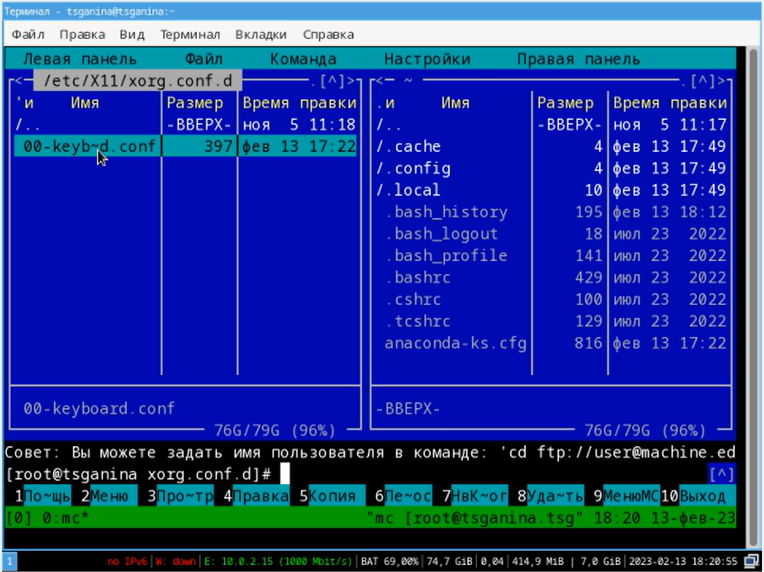 Терминал - tsganina@tsganina:~
Файл Правка Вид Терминал Вкладки Справка
Левая панель Файл Команда Настройки Правая панель
<- /etc/X11/xorg.conf.d .[^]>
<- ~ .[^]>
'и Имя Размер Время правки
.и Имя Размер Время правки
/.. -ВВЕРХ- ноя 5 11:18
/.. -ВВЕРХ- ноя 5 11:17
00-keyb~d.conf 397 фев 13 17:22
/.cache 4 фев 13 17:49
/.config 4 фев 13 17:49
/.local 10 фев 13 17:49
.bash_history 195 фев 13 18:12
.bash_logout 18 июл 23 2022
.bash_profile 141 июл 23 2022
.bashrc 429 июл 23 2022
.cshrc 100 июл 23 2022
.tcshrc 129 июл 23 2022
anaconda-ks.cfg 816 фев 13 17:22
00-keyboard.conf
-ВВЕРХ-
76G/79G (96%)
76G/79G (96%)
Совет: Вы можете задать имя пользователя в команде: 'cd ftp://user@machine.ed
[root@tsganina xorg.conf.d]# [^]
1По~щь 2Меню 3Про~тр 4Правка 5Копия 6Пе~ос 7НвК~ог 8Уда~ть 9МенюMC 10Выход
[0] 0:mc* "mc [root@tsganina.tsg" 18:20 13-фев-23
1 no IPv6|W: down|E: 10.0.2.15 (1000 Mbit/s)|BAT 69,00%|74,7 GiB|0,04|414,9 MiB | 7,0 GiB|2023-02-13 18:20:55